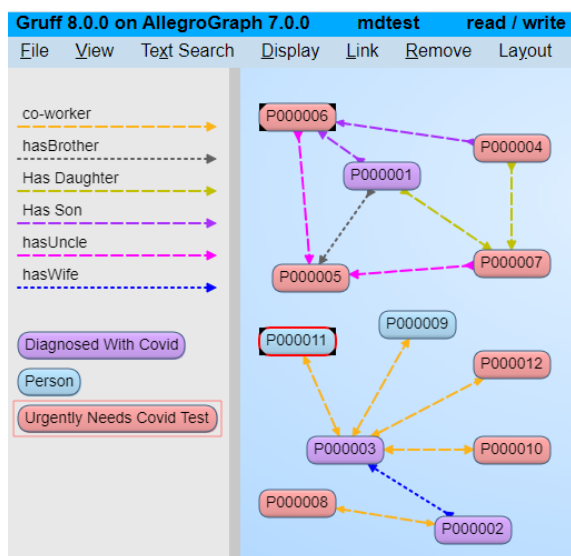 Gruff 8.0.0 on AllegroGraph 7.0.0 mdtest read / write
File View Text Search Display Link Remove Layout
co-worker
hasBrother
Has Daughter
Has Son
hasUncle
hasWife
Diagnosed With Covid
Person
Urgently Needs Covid Test
P000006
P000004
P000001
P000005
P000007
P000009
P000011
P000012
P000003
P000010
P000008
P000002